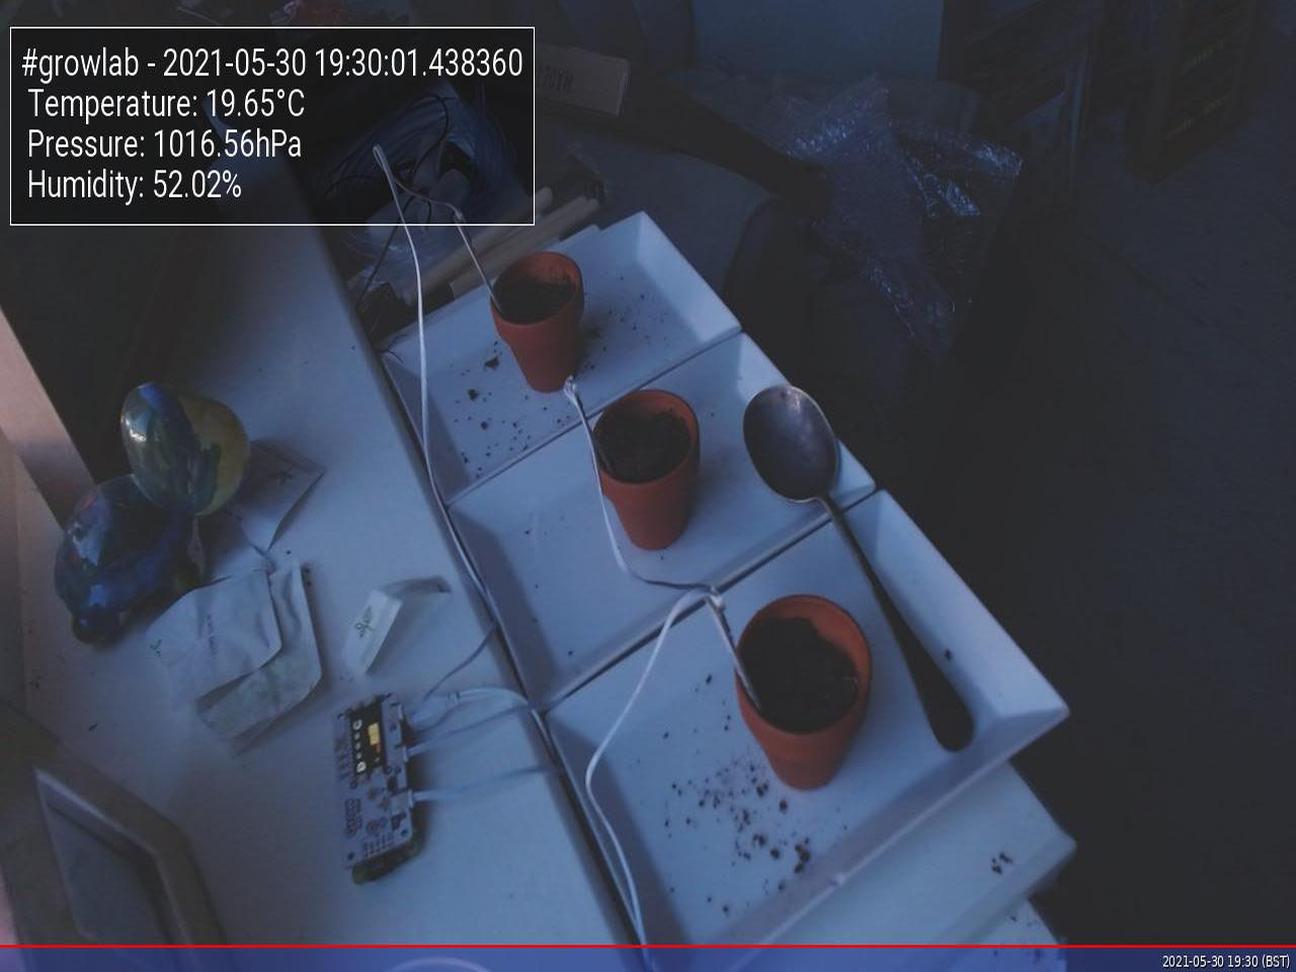 #growlab - 2021-05-30 19:30:01.438360
Temperature: 19.65°C
Pressure: 1016.56hPa
Humidity: 52.02%
2021-05-30 19:30 (BST)